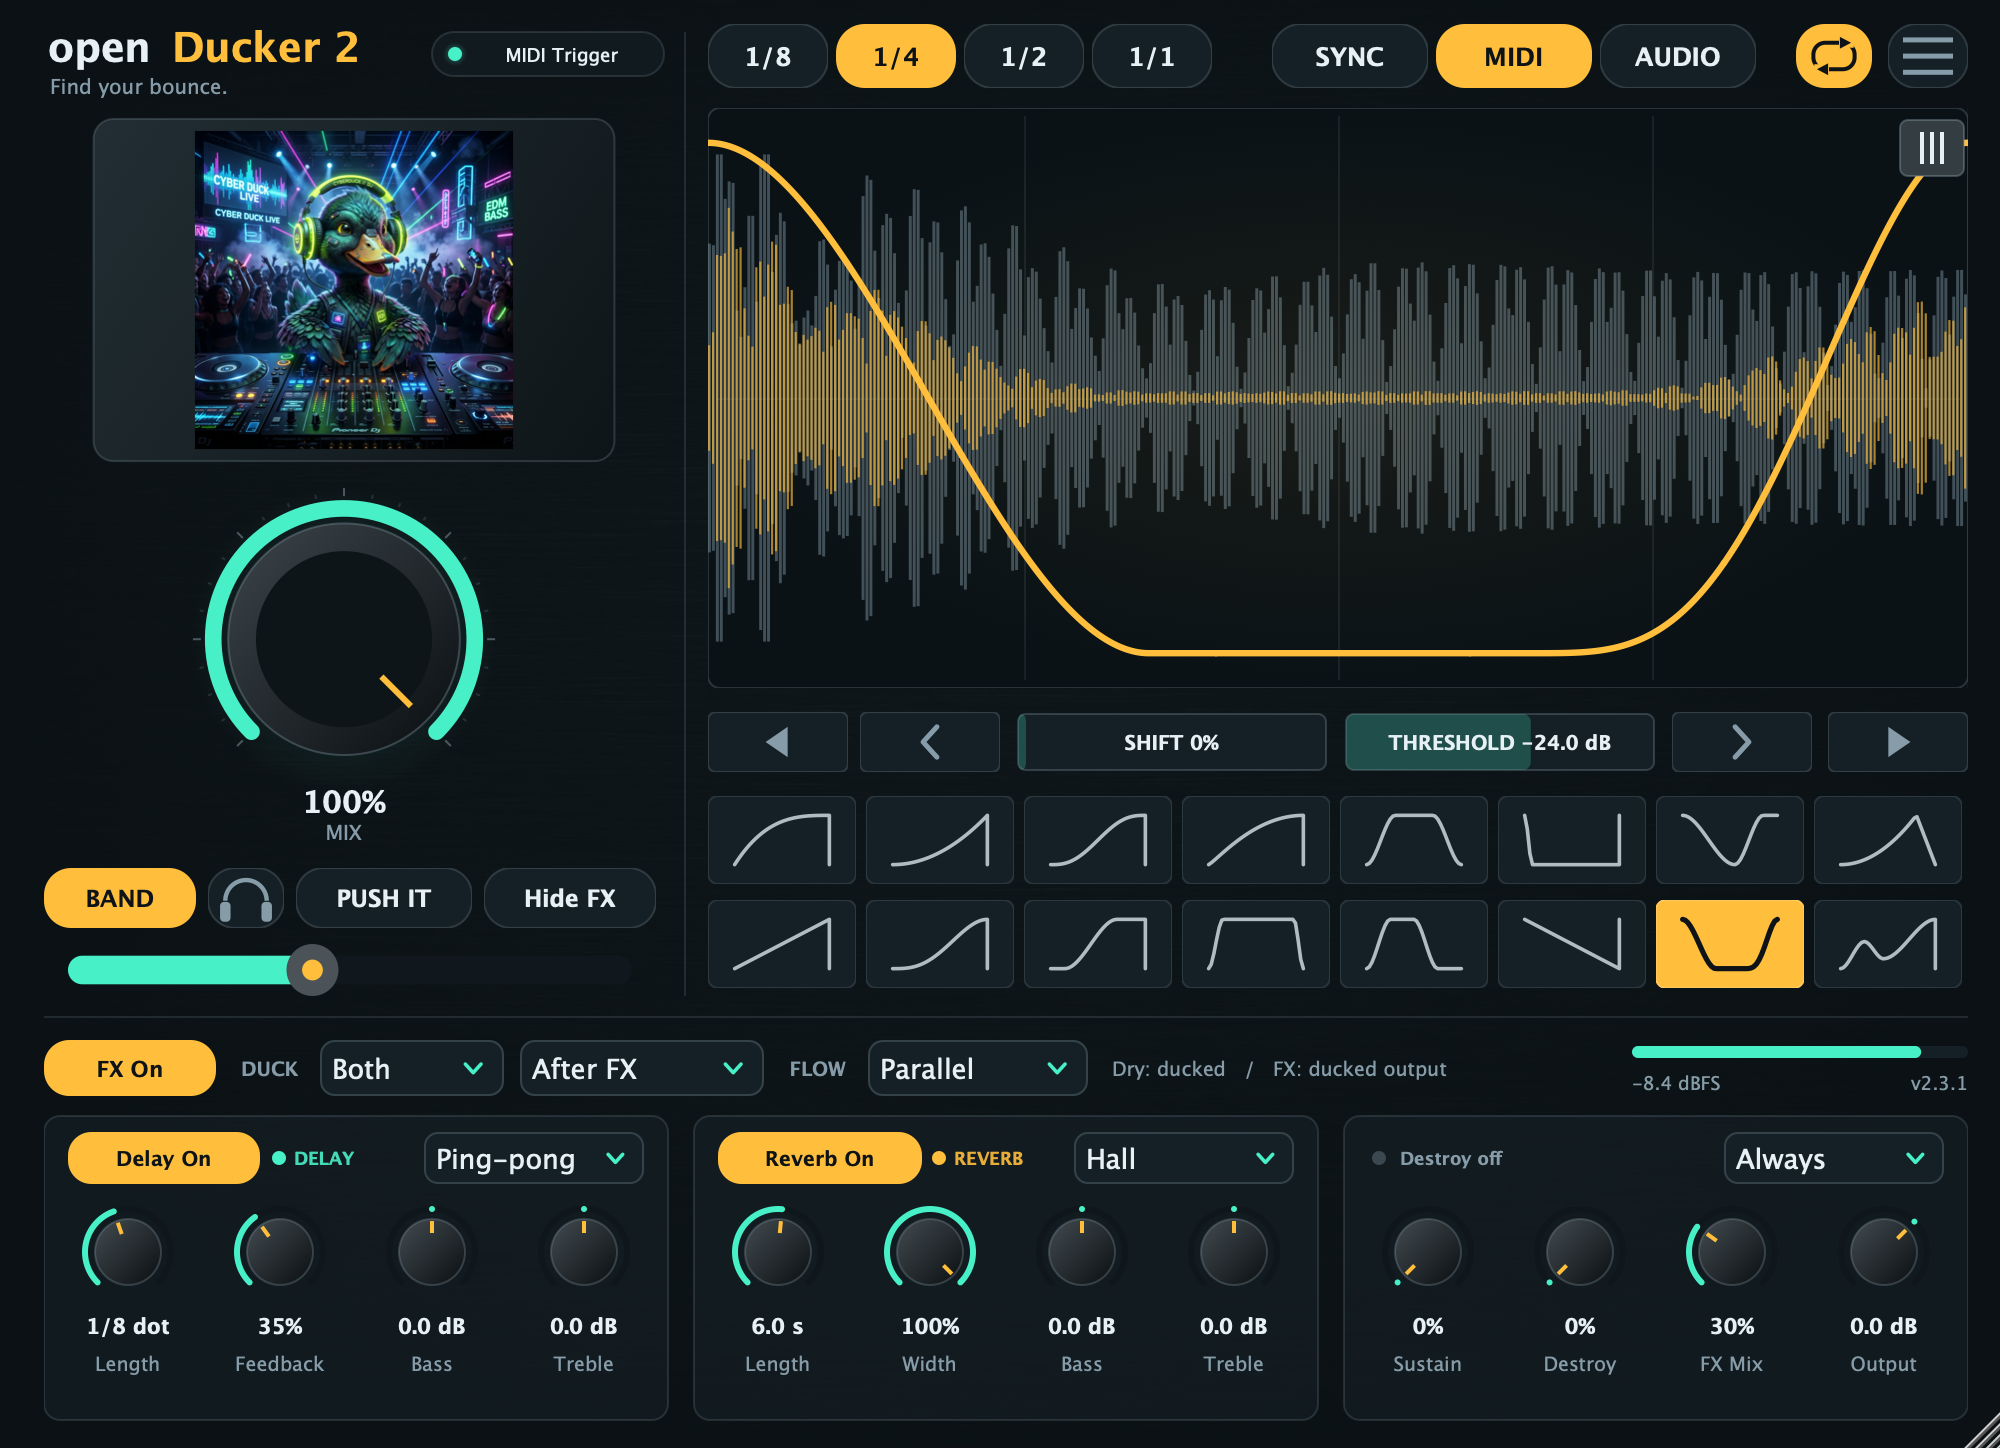 open Ducker 2
Find your bounce.
MIDI Trigger
1/8 1/4 1/2 1/1 SYNC MIDI AUDIO
CYBER DUCK
LIVE
CYBER DUCK LIVE
EDM
BASS
Pioneer DJ
SHIFT 0% THRESHOLD -24.0 dB
100%
MIX
BAND PUSH IT Hide FX
FX On DUCK Both After FX FLOW Parallel Dry: ducked / FX: ducked output
-8.4 dBFS v2.3.1
Delay On DELAY Ping-pong
1/8 dot 35% 0.0 dB 0.0 dB
Length Feedback Bass Treble
Reverb On REVERB Hall
6.0 s 100% 0.0 dB 0.0 dB
Length Width Bass Treble
Destroy off Always
0% 0% 30% 0.0 dB
Sustain Destroy FX Mix Output